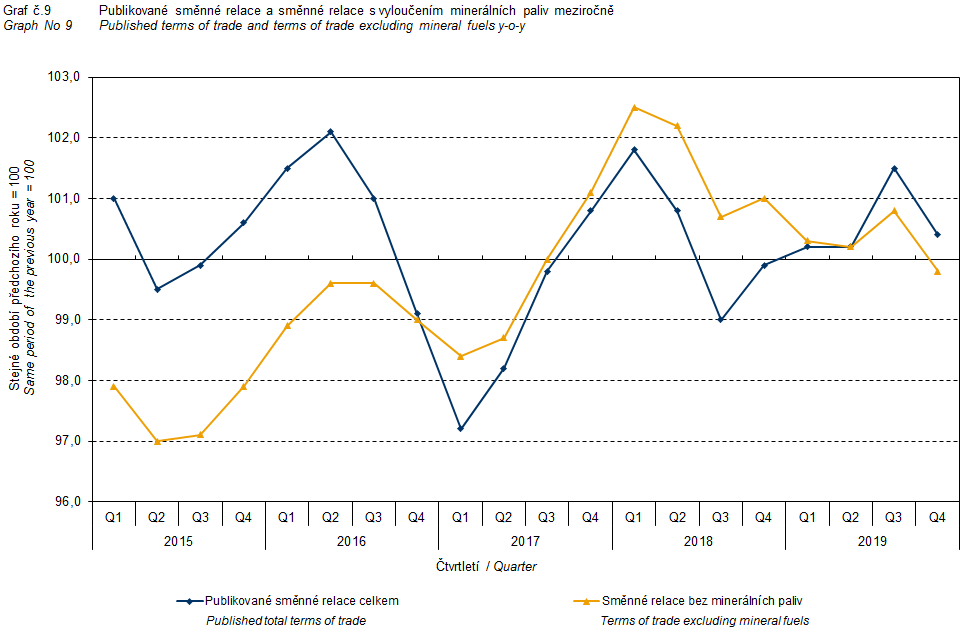 Graf č.9 Publikované směnné relace a směnné relace s vyloučením minerálních paliv meziročně
Graph No 9 Published terms of trade and terms of trade excluding mineral fuels y-o-y
Stejné období předchozího roku = 100
Same period of the previous year = 100
103,0
102,0
101,0
100,0
99,0
98,0
97,0
96,0
Q1 Q2 Q3 Q4 Q1 Q2 Q3 Q4 Q1 Q2 Q3 Q4 Q1 Q2 Q3 Q4 Q1 Q2 Q3 Q4
2015 2016 2017 2018 2019
Čtvrtletí / Quarter
Publikované směnné relace celkem Směnné relace bez minerálních paliv
Published total terms of trade Terms of trade excluding mineral fuels